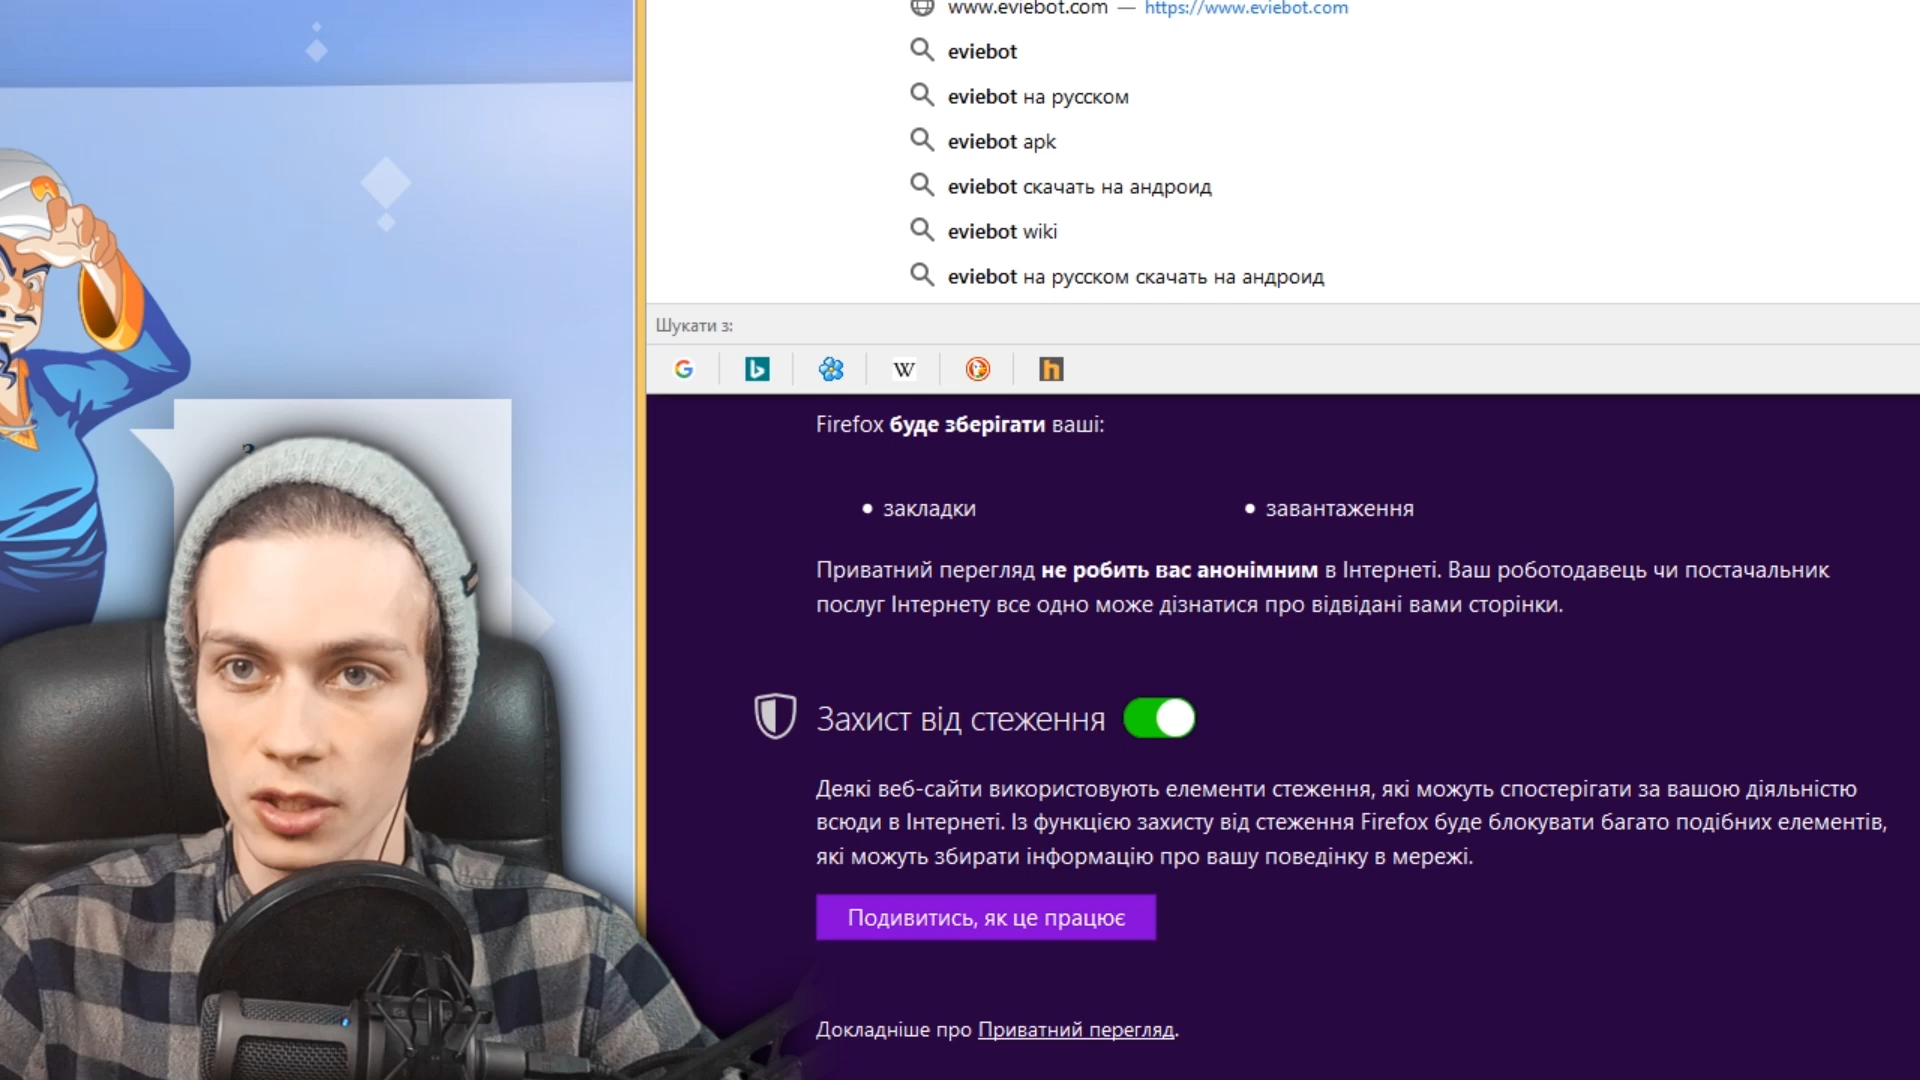 www.eviebot.com — https://www.eviebot.com
eviebot
eviebot на русском
eviebot apk
eviebot скачать на андроид
eviebot wiki
eviebot на русском скачать на андроид
Шукати з:
G b W h
Firefox буде зберігати ваші:
• закладки • завантаження
Приватний перегляд не робить вас анонімним в Інтернеті. Ваш роботодавець чи постачальник
послуг Інтернету все одно може дізнатися про відвідані вами сторінки.
Захист від стеження
Деякі веб-сайти використовують елементи стеження, які можуть спостерігати за вашою діяльністю
всюди в Інтернеті. Із функцією захисту від стеження Firefox буде блокувати багато подібних елементів,
які можуть збирати інформацію про вашу поведінку в мережі.
Подивитись, як це працює
Докладніше про Приватний перегляд.